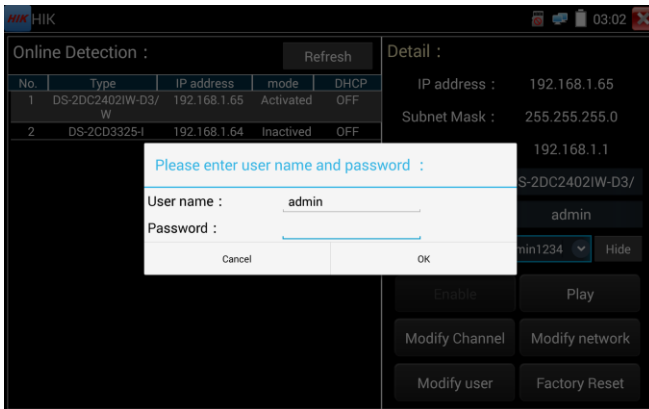 HIK HIK 03:02
Online Detection :
Refresh
No. Type IP address mode DHCP
1 DS-2DC2402IW-D3/ 192.168.1.65 Activated OFF
W
2 DS-2CD3325-I 192.168.1.64 Inactived OFF
Detail :
IP address : 192.168.1.65
Subnet Mask : 255.255.255.0
192.168.1.1
S-2DC2402IW-D3/
admin
min1234 Hide
Enable Play
Modify Channel Modify network
Modify user Factory Reset
Please enter user name and password :
User name : admin
Password :
Cancel OK